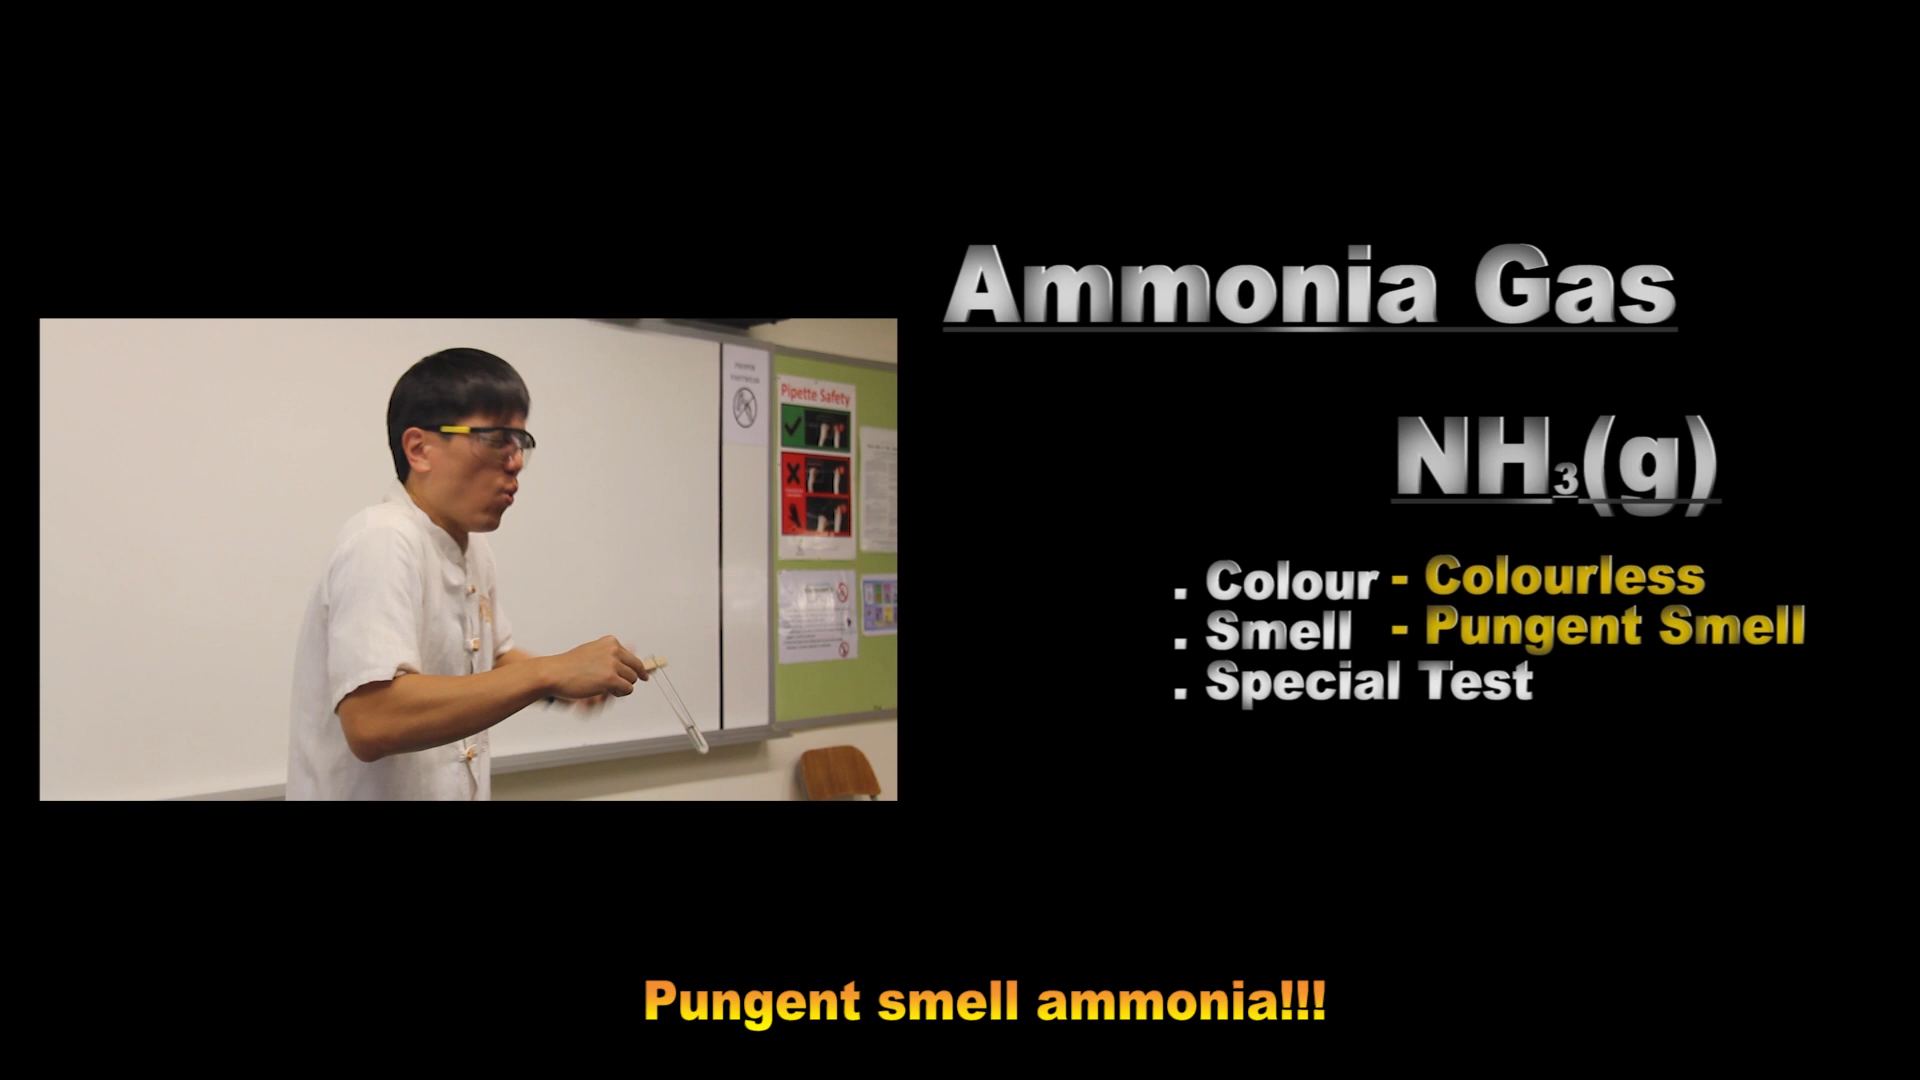 Ammonia Gas
NH₃(g)
. Colour - Colourless
. Smell - Pungent Smell
. Special Test
Pipette Safety
Pungent smell ammonia!!!